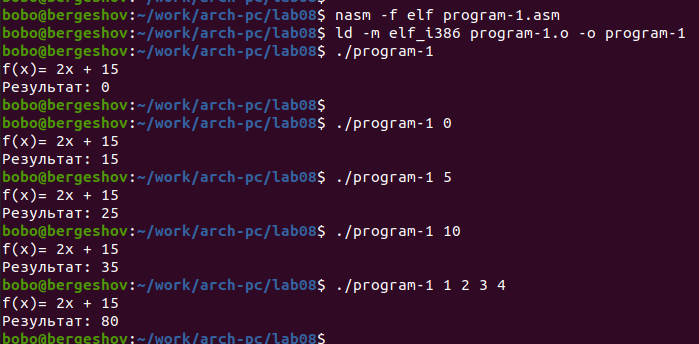 bobo@bergeshov:~/work/arch-pc/lab08$ nasm -f elf program-1.asm
bobo@bergeshov:~/work/arch-pc/lab08$ ld -m elf_i386 program-1.o -o program-1
bobo@bergeshov:~/work/arch-pc/lab08$ ./program-1
f(x)= 2x + 15
Результат: 0
bobo@bergeshov:~/work/arch-pc/lab08$
bobo@bergeshov:~/work/arch-pc/lab08$ ./program-1 0
f(x)= 2x + 15
Результат: 15
bobo@bergeshov:~/work/arch-pc/lab08$ ./program-1 5
f(x)= 2x + 15
Результат: 25
bobo@bergeshov:~/work/arch-pc/lab08$ ./program-1 10
f(x)= 2x + 15
Результат: 35
bobo@bergeshov:~/work/arch-pc/lab08$ ./program-1 1 2 3 4
f(x)= 2x + 15
Результат: 80
bobo@bergeshov:~/work/arch-pc/lab08$